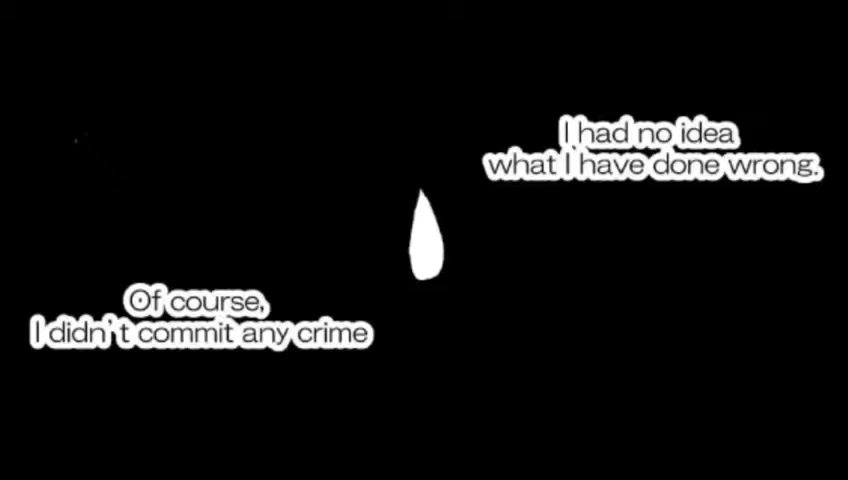 I had no idea
what I have done wrong.
Of course,
I didn't commit any crime